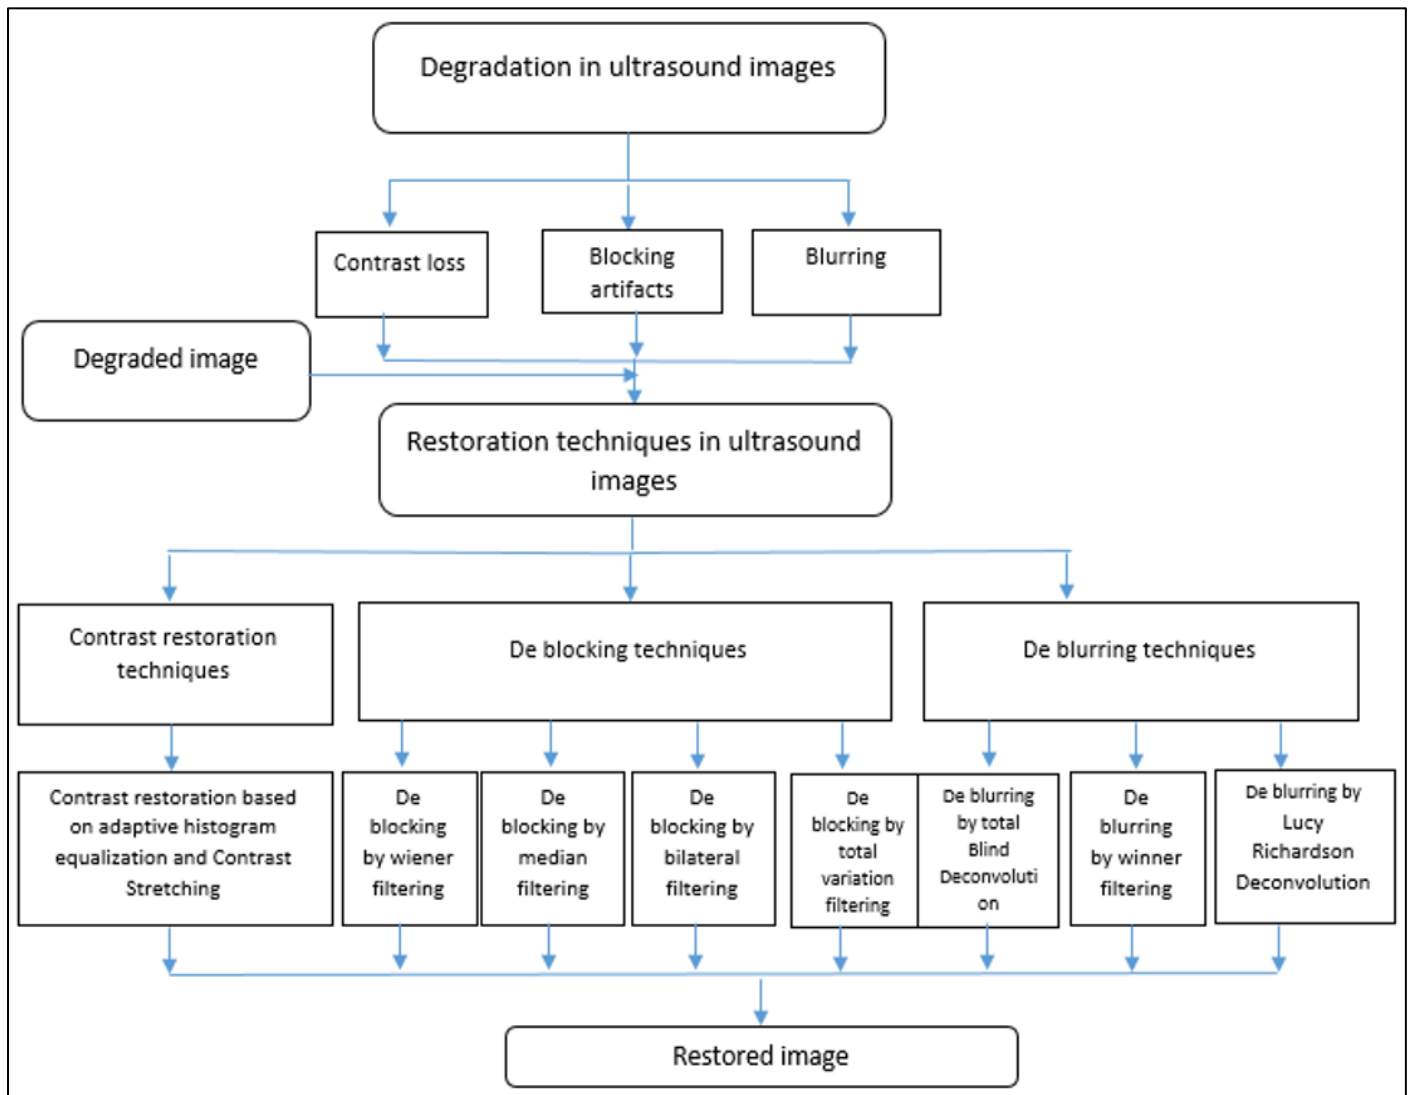 Degradation in ultrasound images
Contrast loss
Blocking
artifacts
Blurring
Degraded image
Restoration techniques in ultrasound
images
Contrast restoration
techniques
De blocking techniques
De blurring techniques
Contrast restoration based
on adaptive histogram
equalization and Contrast
Stretching
De
blocking
by wiener
filtering
De
blocking by
median
filtering
De
blocking by
bilateral
filtering
De
blocking by
total
variation
filtering
De blurring
by total
Blind
Deconvoluti
on
De
blurring
by winner
filtering
De blurring by
Lucy
Richardson
Deconvolution
Restored image